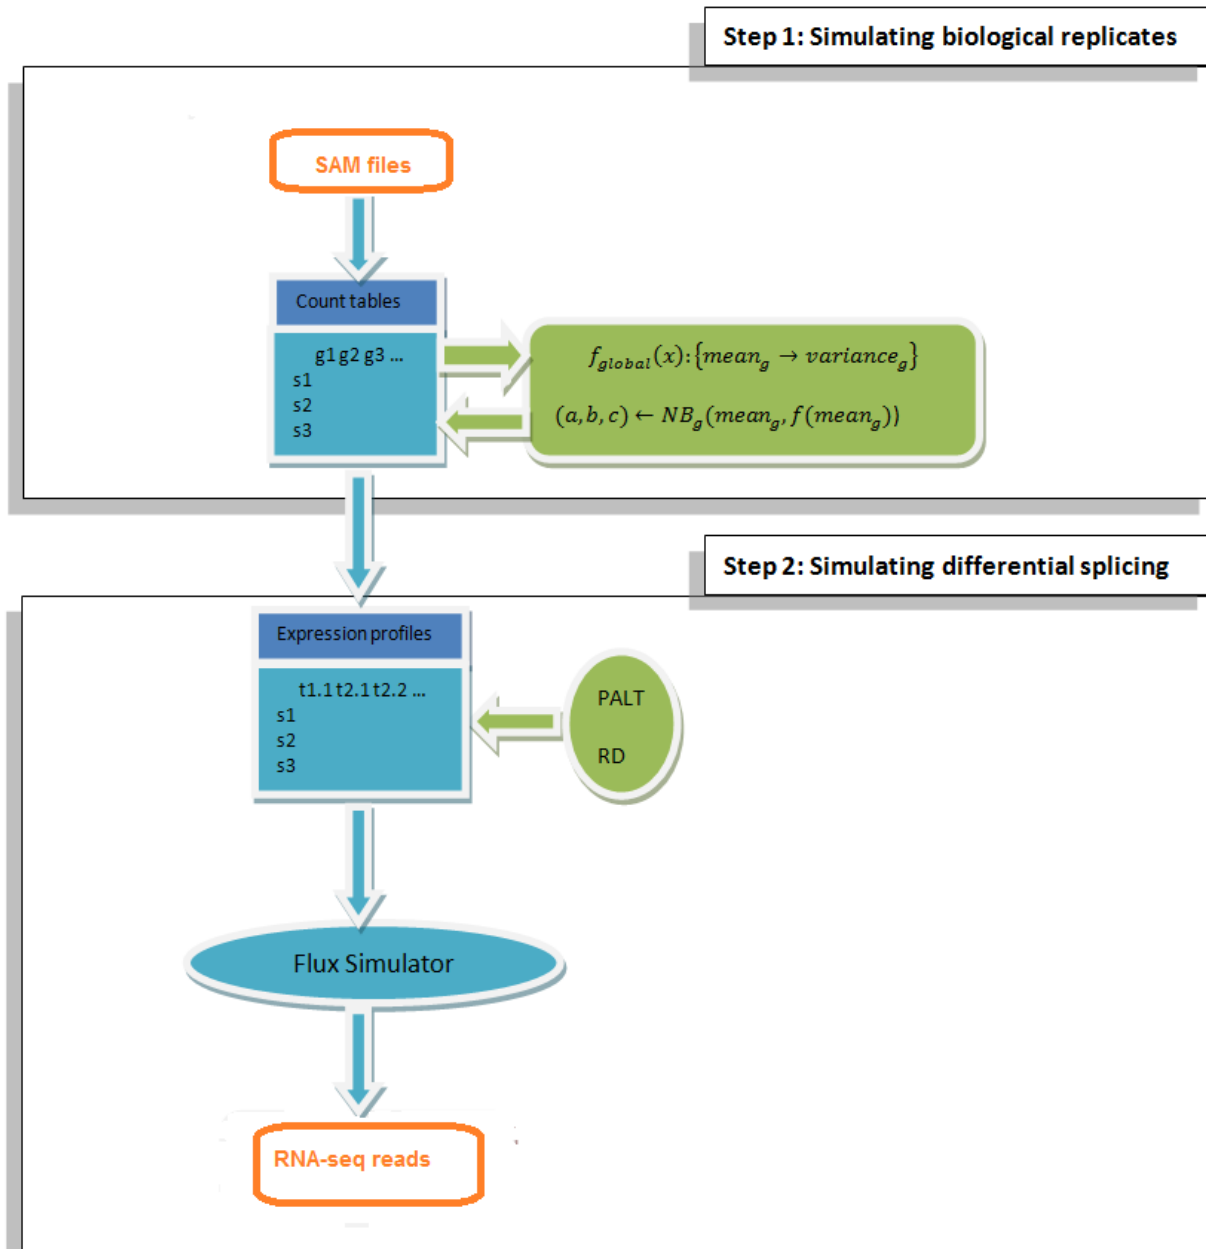 Step 1: Simulating biological replicates
SAM files
Count tables
g1 g2 g3 ...
s1
s2
s3
f_global(x):{mean_g → variance_g}
(a, b, c) ← NB_g(mean_g, f(mean_g))
Step 2: Simulating differential splicing
Expression profiles
t1.1 t2.1 t2.2 ...
s1
s2
s3
PALT
RD
Flux Simulator
RNA-seq reads